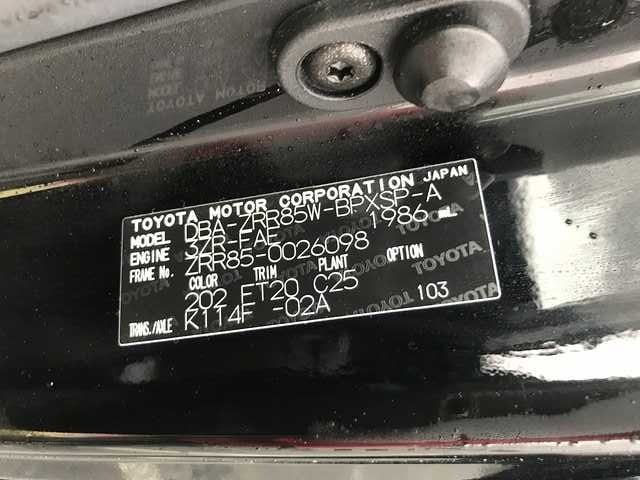 TOYOTA MOTOR CORPORATION JAPAN
MODEL DBA-ZRR85W-BPXSP-A
ENGINE 3ZR-FAE 1986 mL
FRAME No. ZRR85-0026098
COLOR TRIM PLANT OPTION
202 FT20 C25
TRANS./AXLE K114F -02A 103